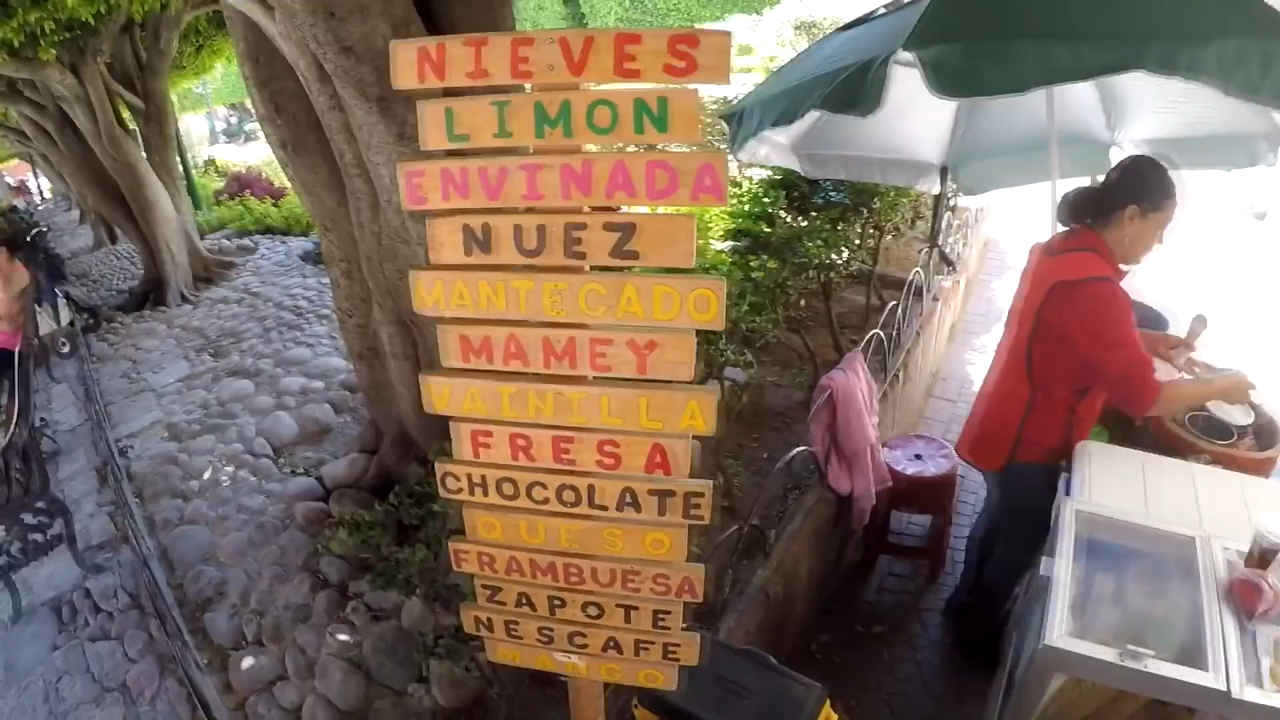 NIEVES
LIMON
ENVINADA
NUEZ
MANTECADO
MAMEY
VAINILLA
FRESA
CHOCOLATE
QUESO
FRAMBUESA
ZAPOTE
NESCAFE
MANGO